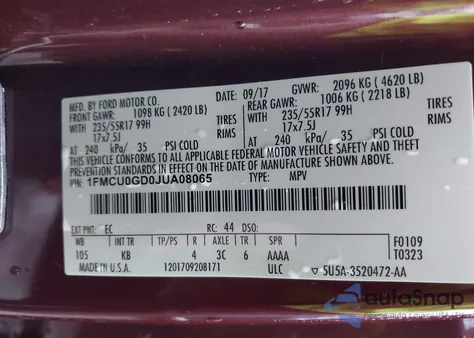 MFD. BY FORD MOTOR CO.
09/17 GVWR: 2096 KG ( 4620 LB)
FRONT GAWR: 1098 KG ( 2420 LB) REAR GAWR: 1006 KG ( 2218 LB)
WITH 235/55R17 99H TIRES WITH 235/55R17 99H TIRES
17x7.5J RIMS 17x7.5J RIMS
AT 240 kPa/ 35 PSI COLD AT 240 kPa/ 35 PSI COLD
THIS VEHICLE CONFORMS TO ALL APPLICABLE FEDERAL MOTOR VEHICLE SAFETY, BUMPER, AND THEFT
PREVENTION STANDARDS IN EFFECT ON THE DATE OF MANUFACTURE SHOWN ABOVE.
1FMCU0GD0JUA08065
TYPE: MPV
EXT PNT: EC RC: 44 DSO:
WB INT TR TP/PS R AXLE TR SPR F0109
105 KB 4 3C 6 AAAA T0323
MADE IN U.S.A. 1201709208171 ULC 5U5A-3520472-AA
autoSnap